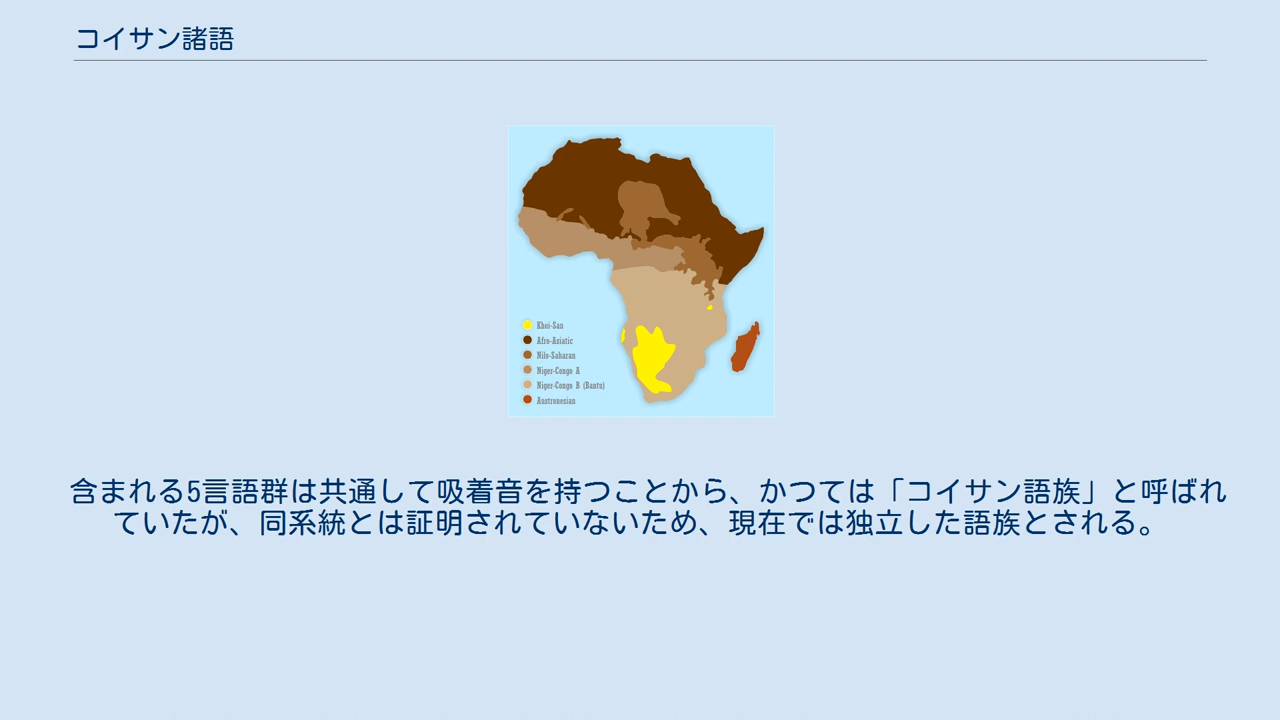 コイサン諸語
Khoi-San
Afro-Asiatic
Nilo-Saharan
Niger-Congo A
Niger-Congo B (Bantu)
Austronesian
含まれる5言語群は共通して吸着音を持つことから、かつては「コイサン語族」と呼ばれ
ていたが、同系統とは証明されていないため、現在では独立した語族とされる。